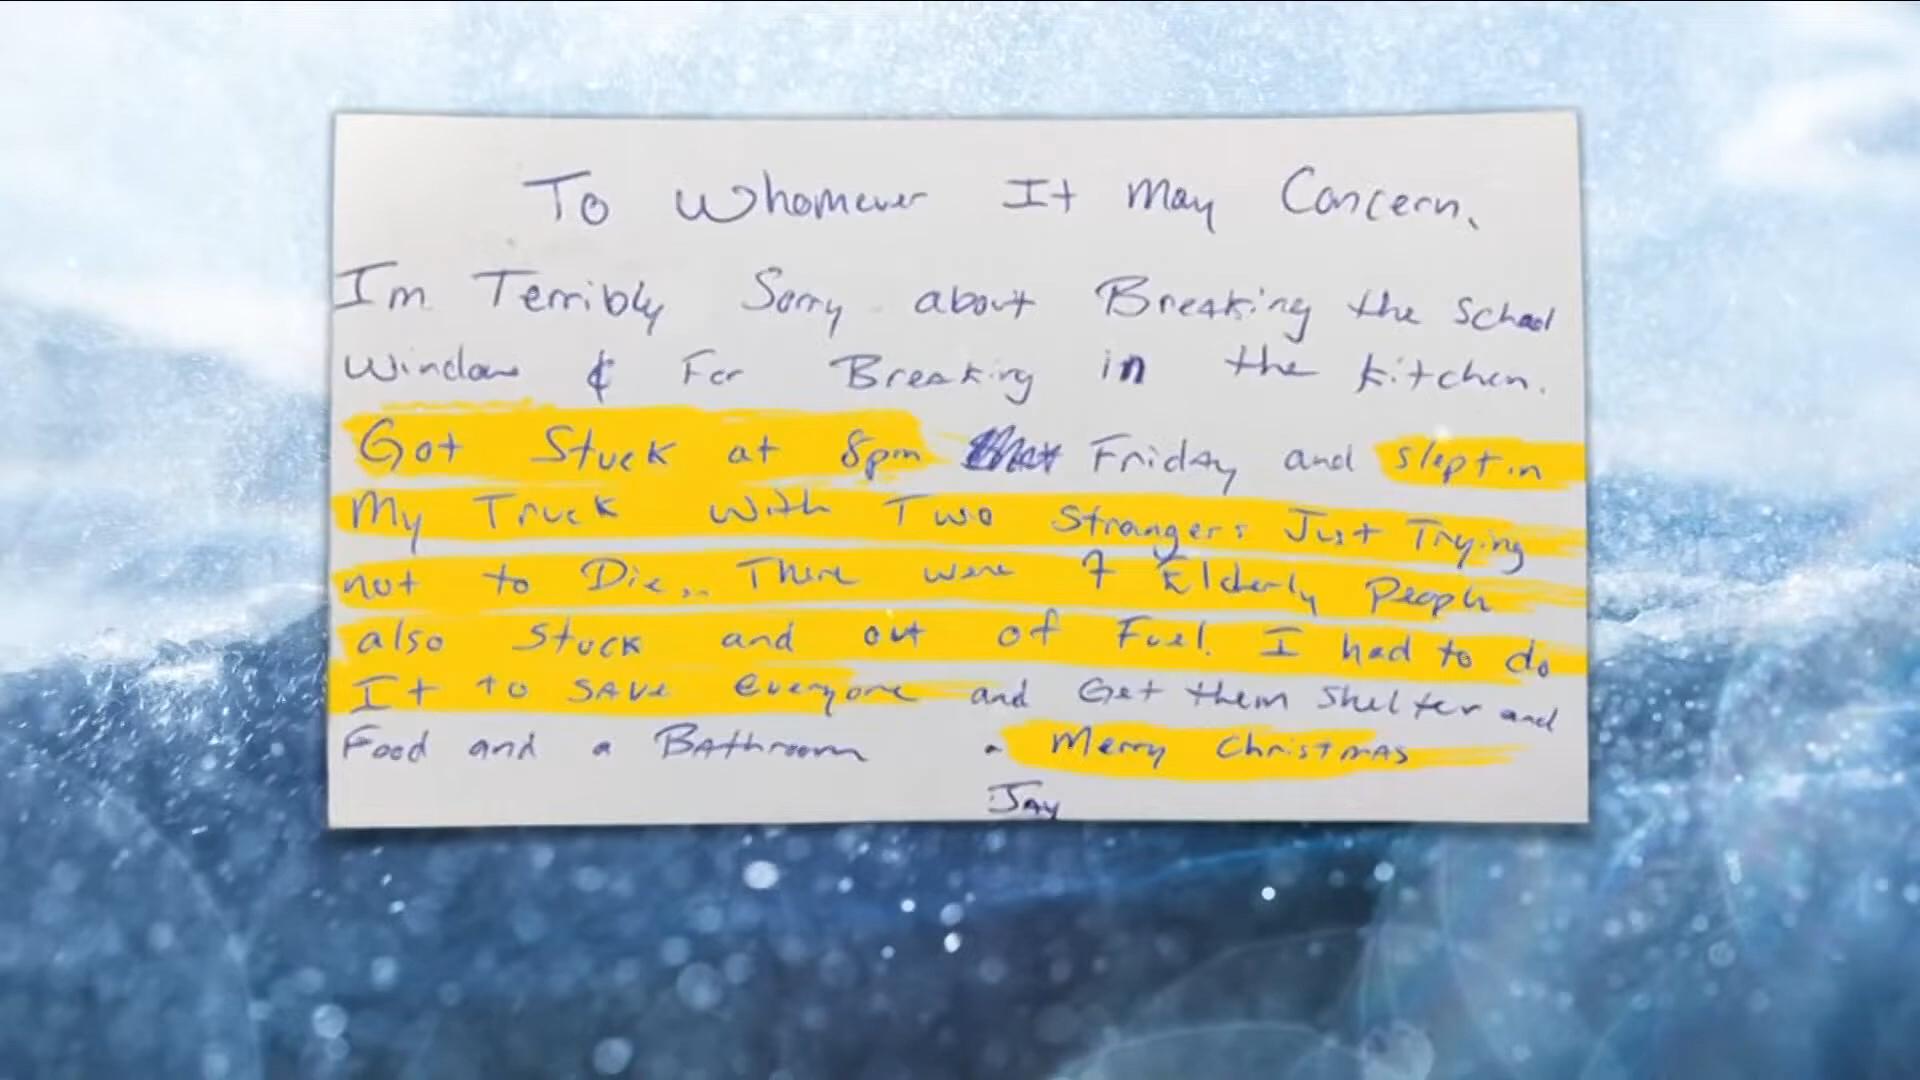 To Whomever It May Concern,
I'm Terribly Sorry about Breaking the School
Window & For Breaking in the Kitchen.
Got Stuck at 8pm Friday and slept in
My Truck with Two Strangers Just Trying
not to Die,.. There were 7 Elderly People
also Stuck and out of Fuel. I had to do
It to SAVE everyone and Get them Shelter and
Food and a Bathroom - Merry Christmas
JAY